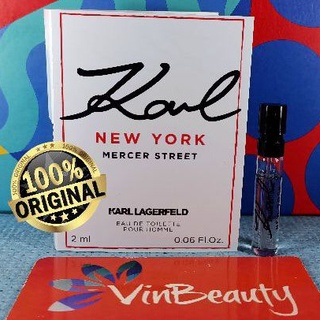 Karl
NEW YORK
MERCER STREET
100%
ORIGINAL
KARL LAGERFELD
EAU DE TOILETTE
POUR HOMME
2 ml
0.06 Fl.Oz.
VinBeauty